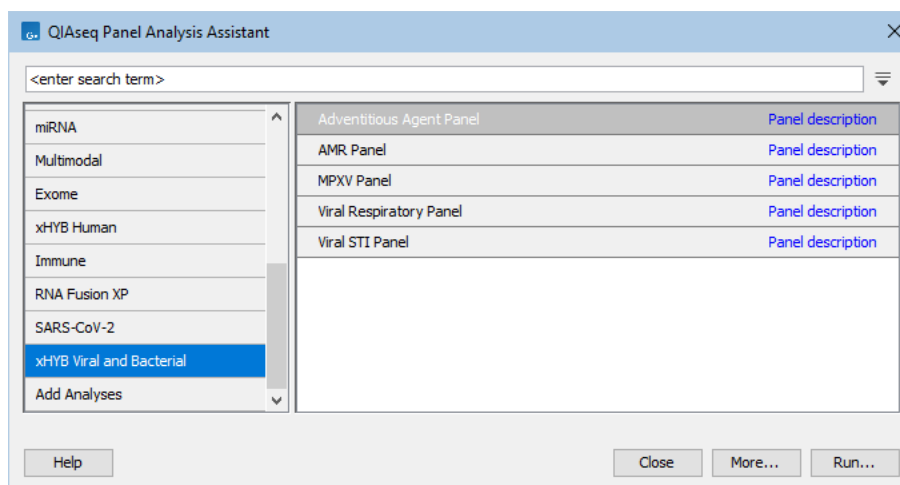 QIAseq Panel Analysis Assistant
<enter search term>
miRNA
Multimodal
Exome
xHYB Human
Immune
RNA Fusion XP
SARS-CoV-2
xHYB Viral and Bacterial
Add Analyses
Adventitious Agent Panel Panel description
AMR Panel Panel description
MPXV Panel Panel description
Viral Respiratory Panel Panel description
Viral STI Panel Panel description
Help Close More... Run...